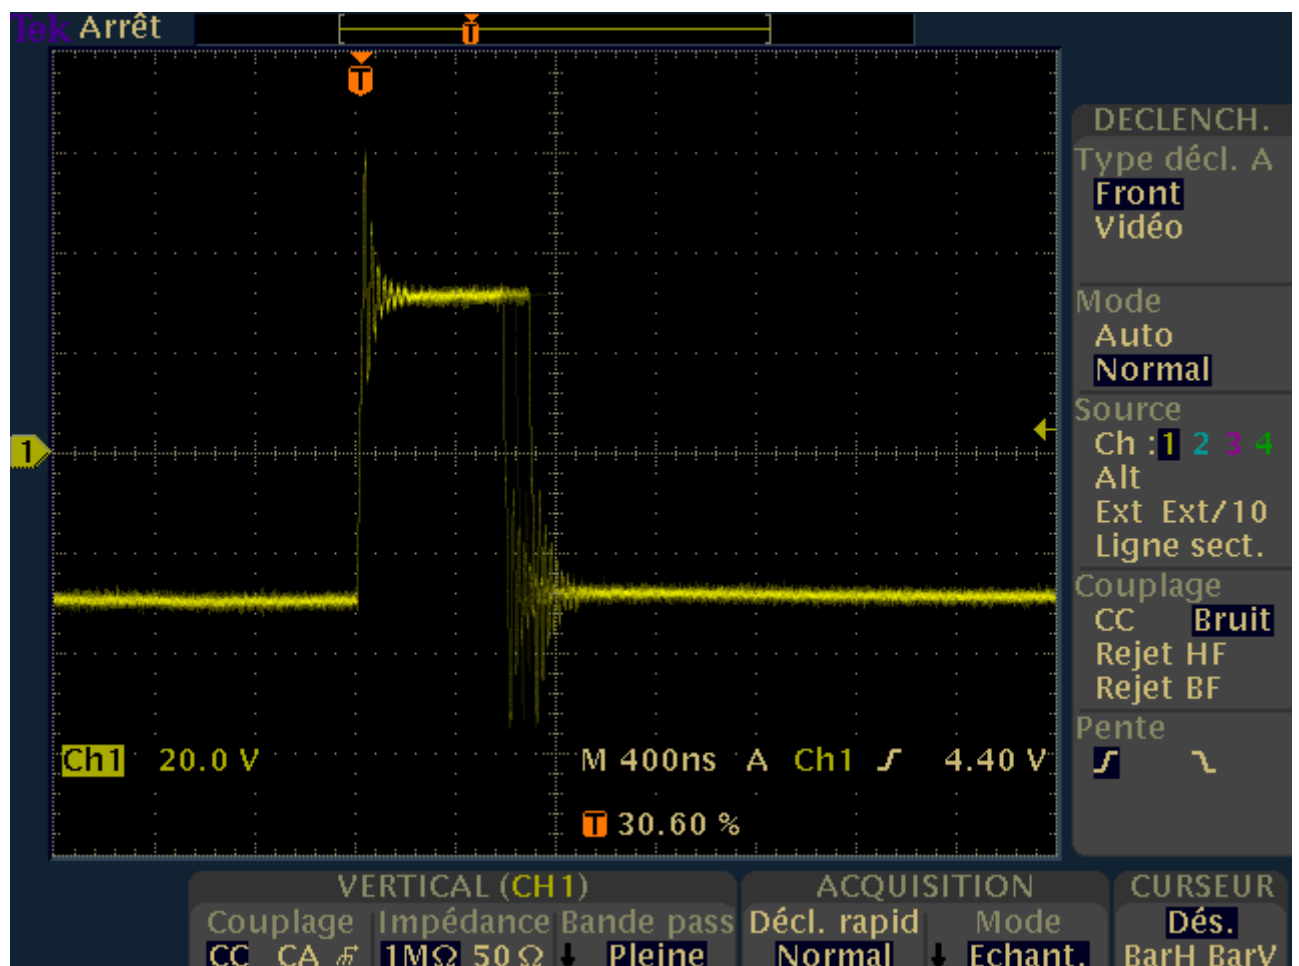 Tek Arrêt
T
T
DECLENCH.
Type décl. A
Front
Vidéo
Mode
Auto
Normal
Source
Ch :1 2 3 4
Alt
Ext Ext/10
Ligne sect.
Couplage
CC Bruit
Rejet HF
Rejet BF
Pente
1
Ch1 20.0 V M 400ns A Ch1 4.40 V
T 30.60 %
VERTICAL (CH1)
Couplage Impédance Bande pass
CC CA 1MΩ 50 Ω Pleine
ACQUISITION
Décl. rapid Mode
Normal Echant.
CURSEUR
Dés.
BarH BarV